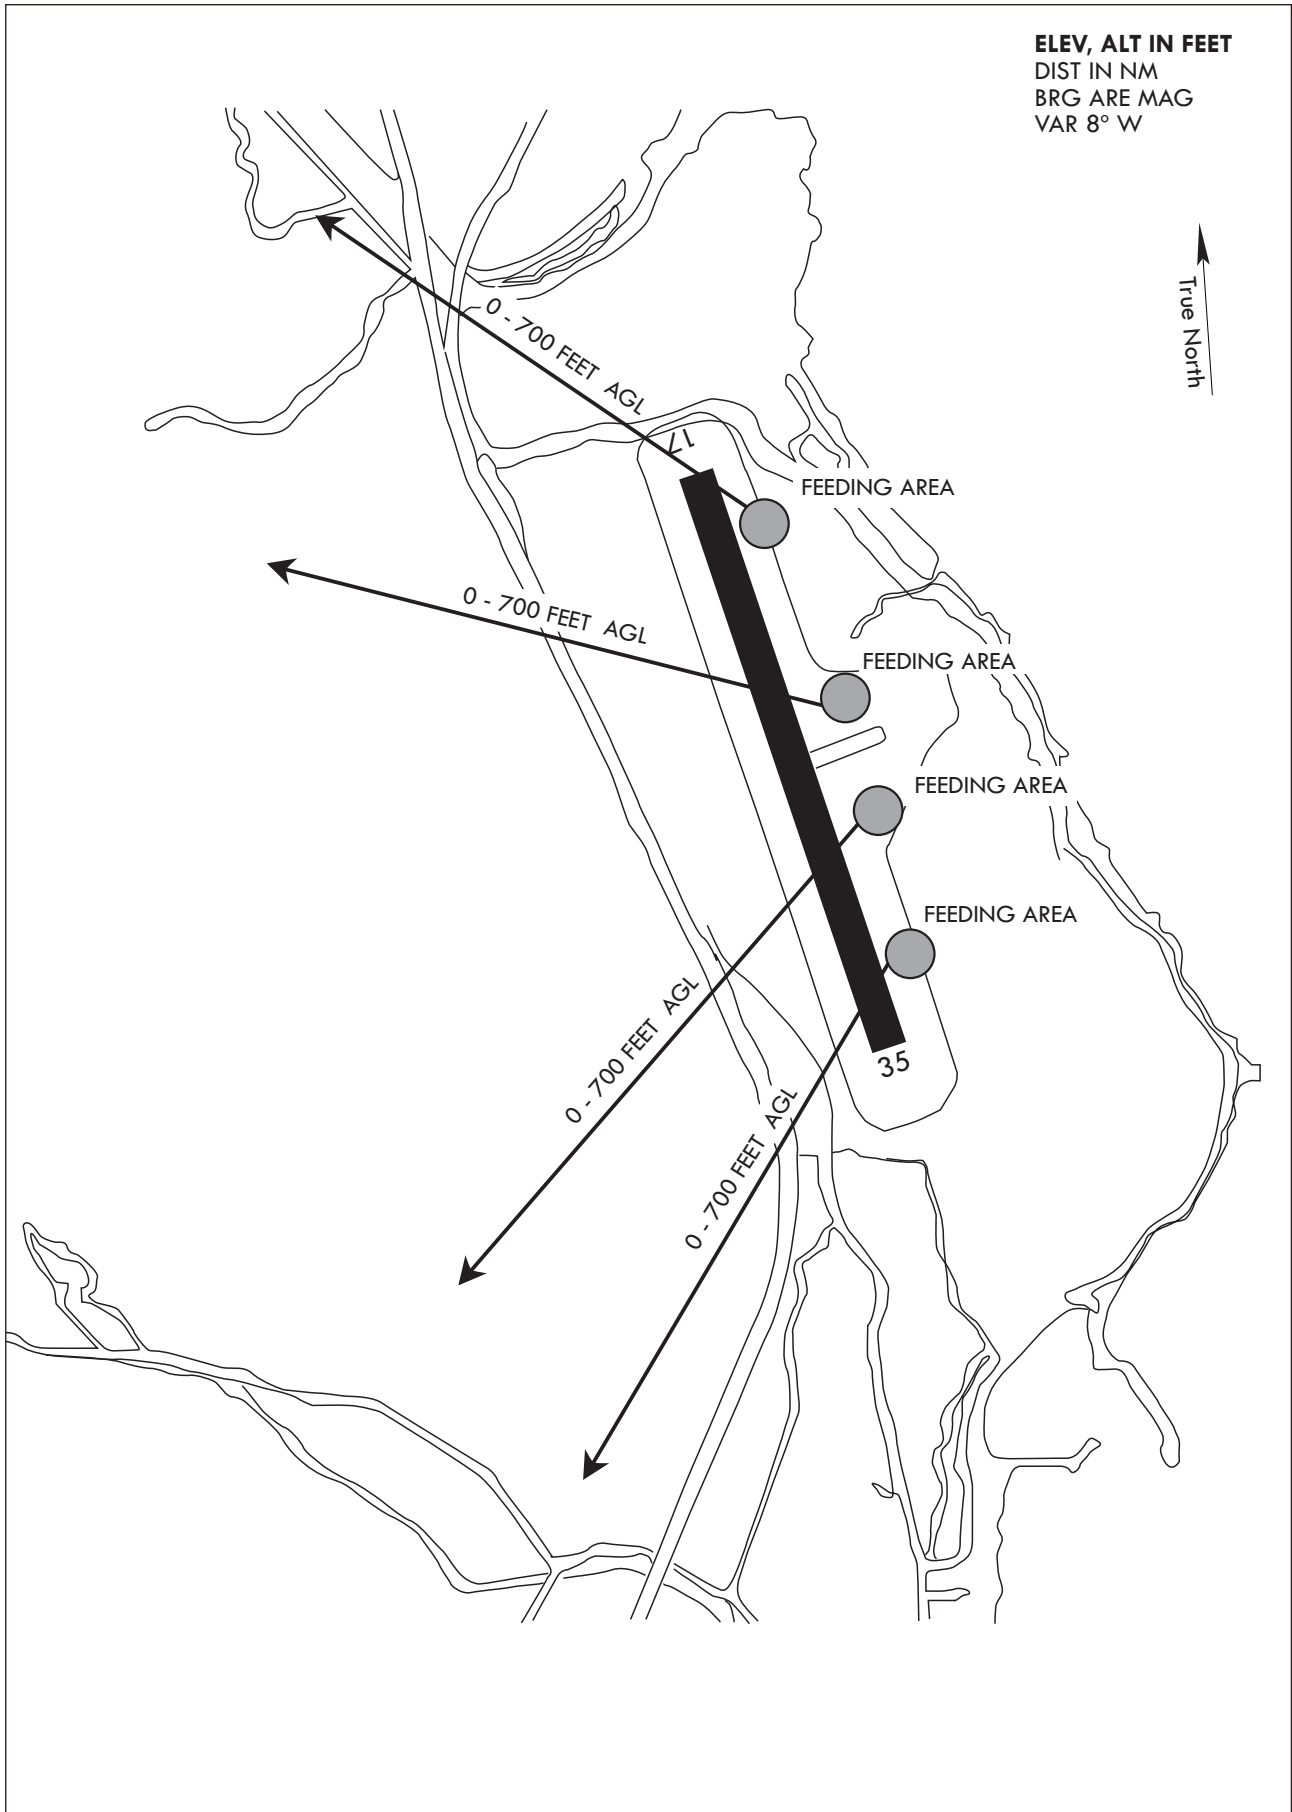 ELEV, ALT IN FEET
DIST IN NM
BRG ARE MAG
VAR 8° W
True North
0 - 700 FEET AGL
17
FEEDING AREA
0 - 700 FEET AGL
FEEDING AREA
FEEDING AREA
FEEDING AREA
0 - 700 FEET AGL
35
0 - 700 FEET AGL